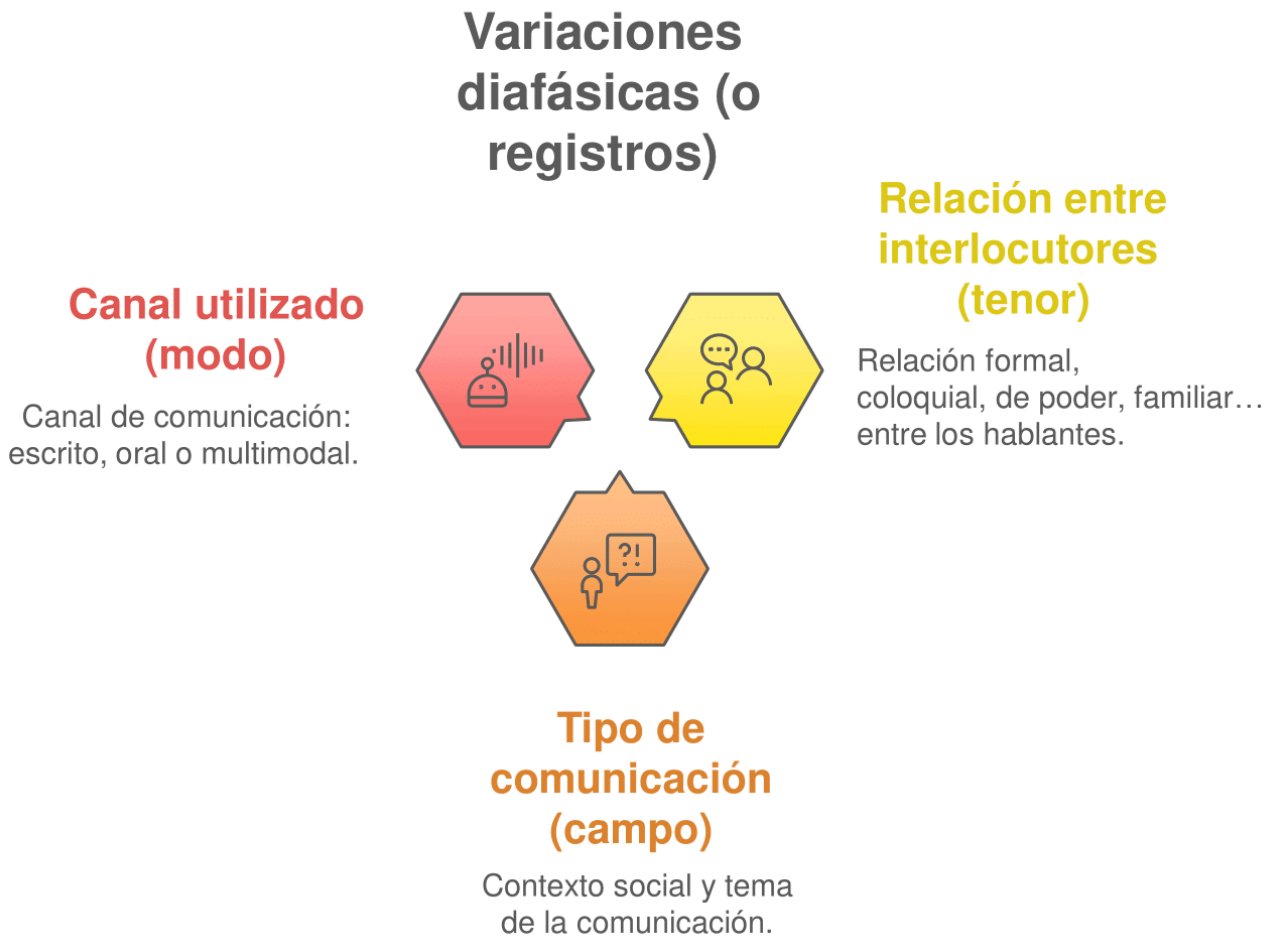 Variaciones
diafásicas (o
registros)
Canal utilizado
(modo)
Canal de comunicación:
escrito, oral o multimodal.
Relación entre
interlocutores
(tenor)
Relación formal,
coloquial, de poder, familiar…
entre los hablantes.
?!
Tipo de
comunicación
(campo)
Contexto social y tema
de la comunicación.